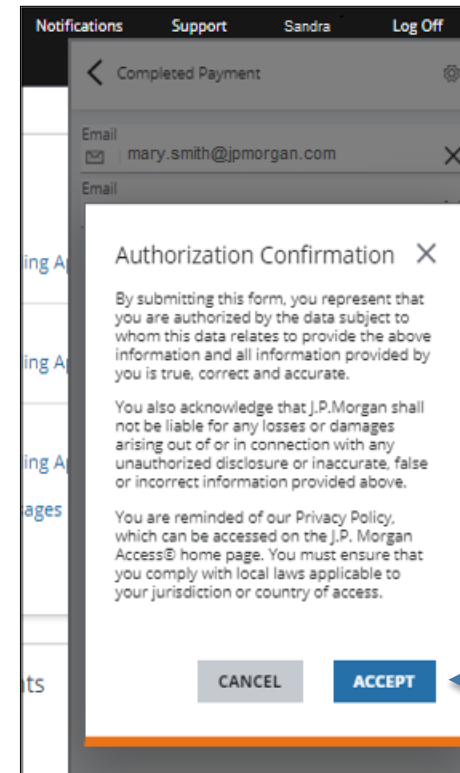 Notifications Support Sandra Log Off
Completed Payment
Email
mary.smith@jpmorgan.com
Email
Authorization Confirmation
ing Ap
By submitting this form, you represent that
you are authorized by the data subject to
whom this data relates to provide the above
information and all information provided by
you is true, correct and accurate.
ing Ap
You also acknowledge that J.P.Morgan shall
not be liable for any losses or damages
arising out of or in connection with any
unauthorized disclosure or inaccurate, false
or incorrect information provided above.
ing Ap
ages
You are reminded of our Privacy Policy,
which can be accessed on the J.P. Morgan
Access© home page. You must ensure that
you comply with local laws applicable to
your jurisdiction or country of access.
nts
CANCEL ACCEPT